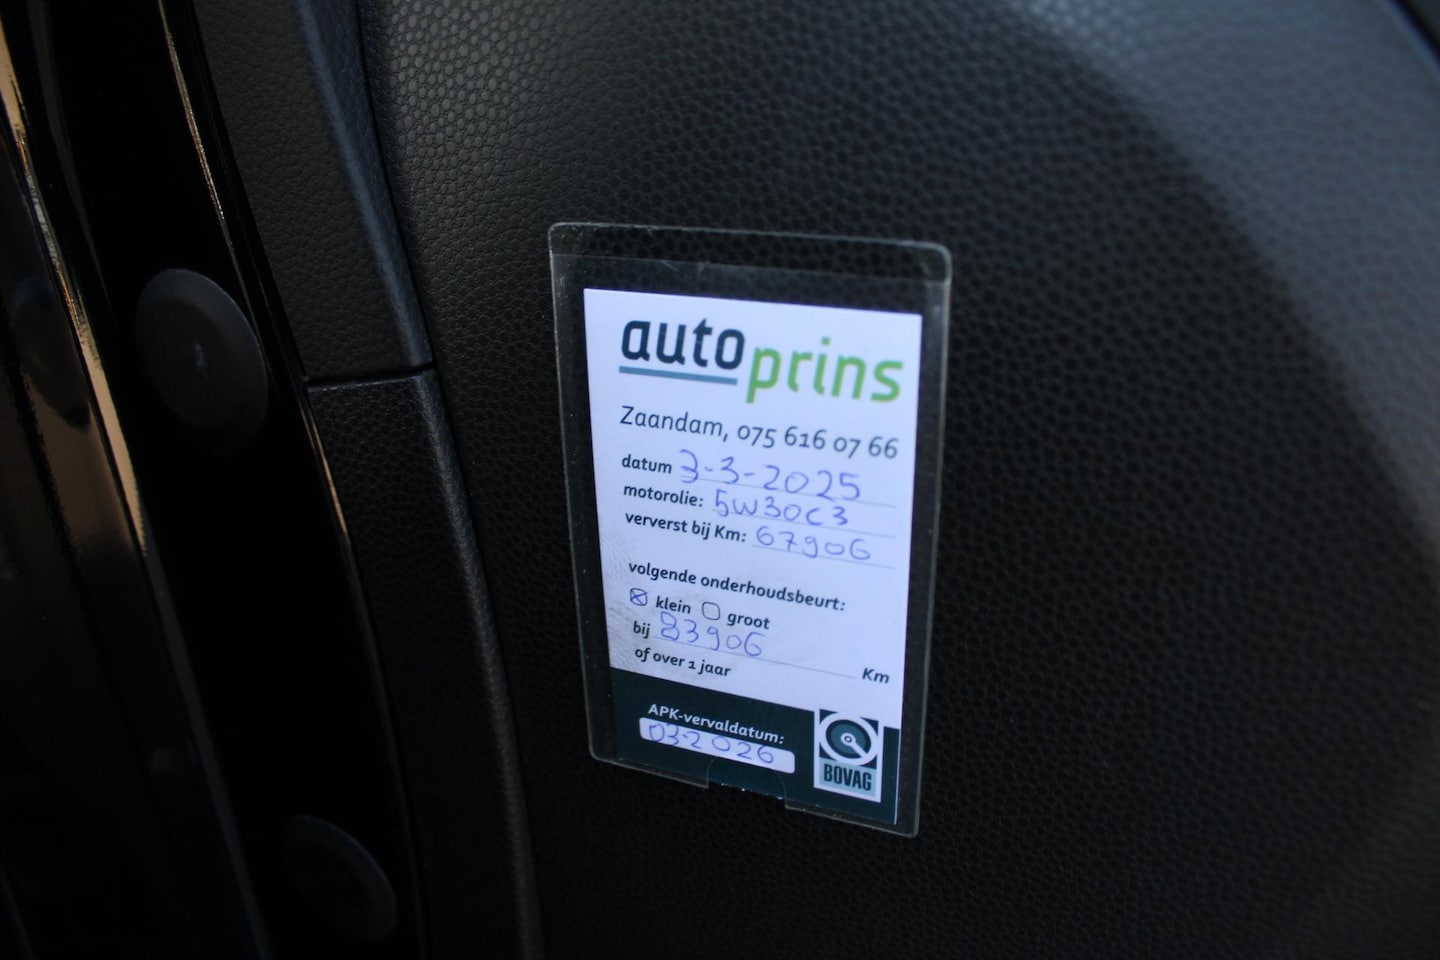 autoprins
Zaandam, 075 616 07 66
datum 3-3-2025
motorolie: 5W30C3
ververst bij Km: 67906
volgende onderhoudsbeurt:
klein groot
bij 83906 Km
of over 1 jaar
APK-vervaldatum:
03-2026
BOVAG